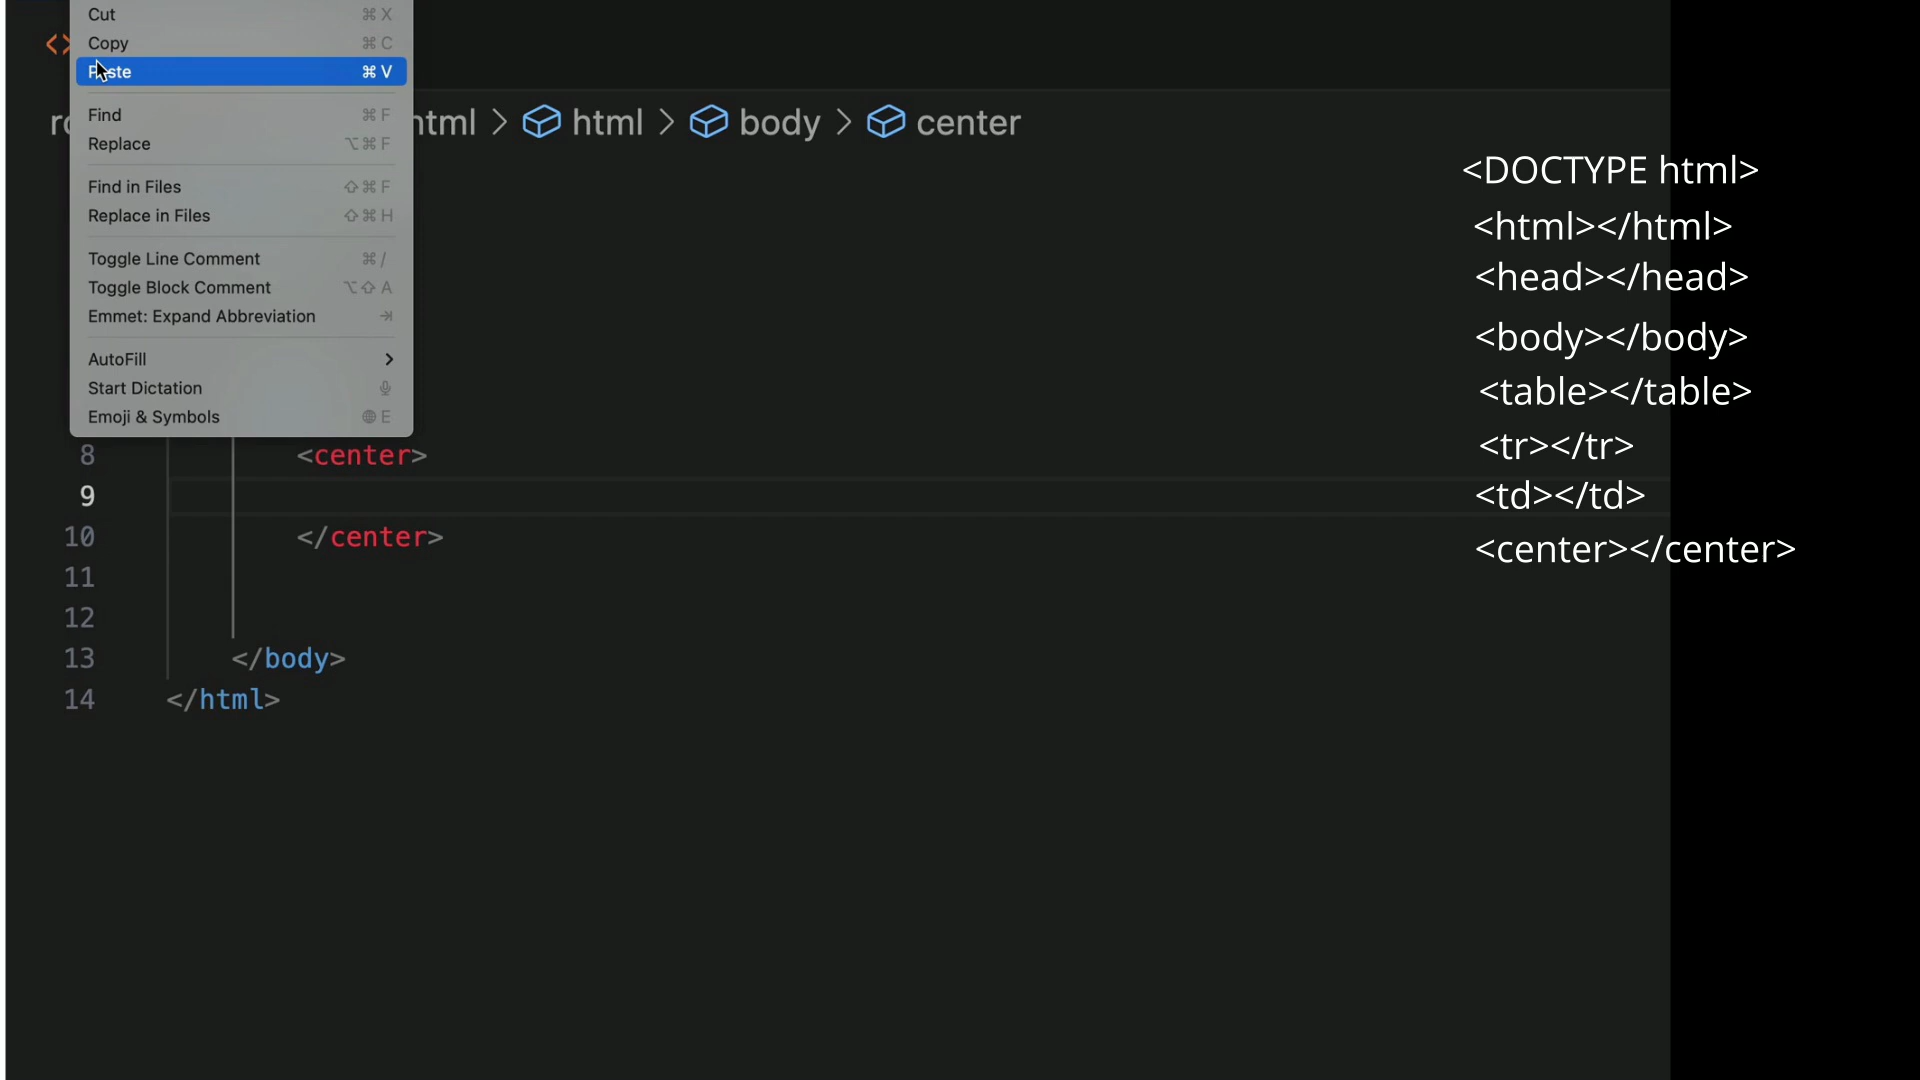 Cut ⌘ X
Copy ⌘ C
Paste ⌘ V
Find ⌘ F
Replace ⌥ ⌘ F
Find in Files ⇧ ⌘ F
Replace in Files ⇧ ⌘ H
Toggle Line Comment ⌘ /
Toggle Block Comment ⌥ ⇧ A
Emmet: Expand Abbreviation ⇥
AutoFill >
Start Dictation
Emoji & Symbols E
html > html > body > center
8 <center>
9
10 </center>
11
12
13 </body>
14 </html>
<DOCTYPE html>
<html></html>
<head></head>
<body></body>
<table></table>
<tr></tr>
<td></td>
<center></center>